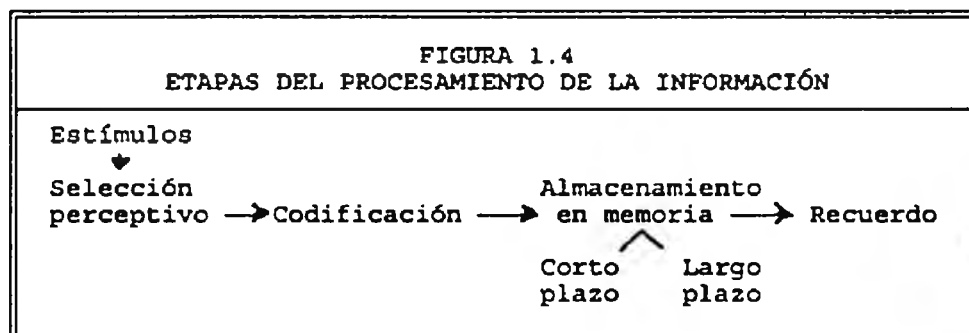 FIGURA 1.4
ETAPAS DEL PROCESAMIENTO DE LA INFORMACIÓN
Estímulos
Selección
perceptivo
Codificación
Almacenamiento
en memoria
Recuerdo
Corto
plazo
Largo
plazo